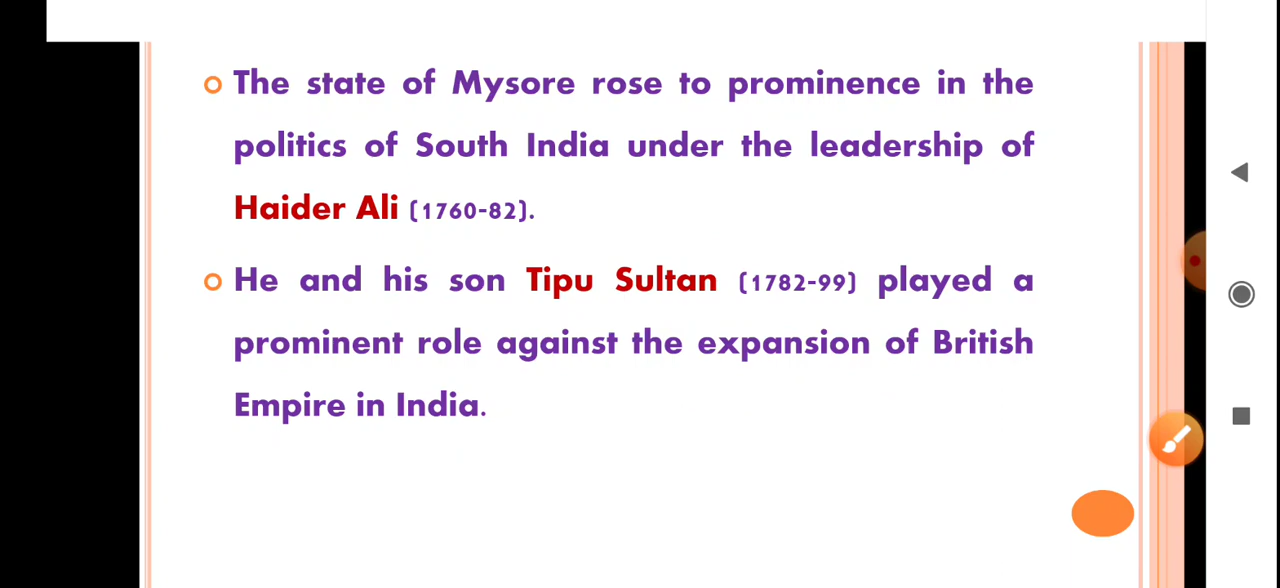 The state of Mysore rose to prominence in the
politics of South India under the leadership of
Haider Ali (1760-82).
He and his son Tipu Sultan (1782-99) played a
prominent role against the expansion of British
Empire in India.